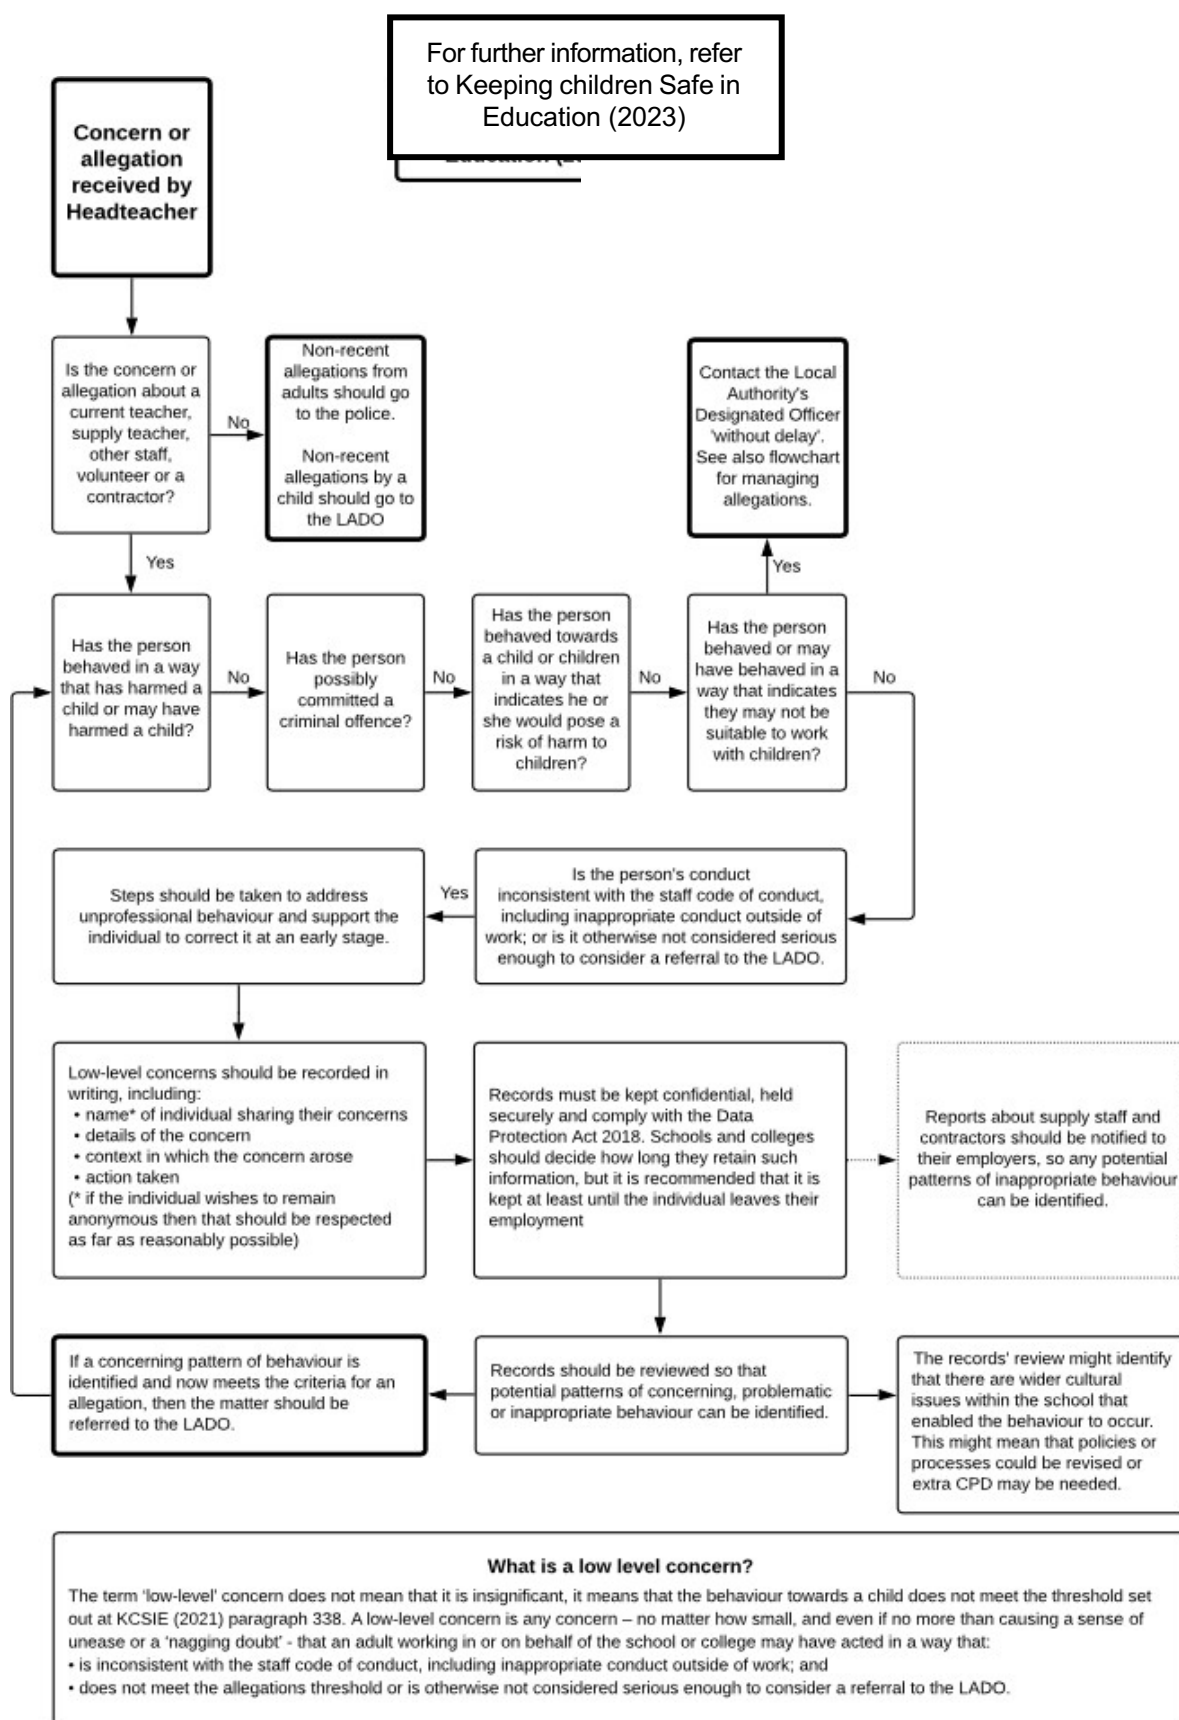 For further information, refer
to Keeping children Safe in
Education (2023)
Concern or
allegation
received by
Headteacher
Is the concern or
allegation about a
current teacher,
supply teacher,
other staff,
volunteer or a
contractor?
No
Non-recent
allegations from
adults should go
to the police.
Non-recent
allegations by a
child should go to
the LADO
Contact the Local
Authority's
Designated Officer
'without delay'.
See also flowchart
for managing
allegations.
Yes
Yes
Has the person
behaved in a way
that has harmed a
child or may have
harmed a child?
No
Has the person
possibly
committed a
criminal offence?
No
Has the person
behaved towards
a child or children
in a way that
indicates he or
she would pose a
risk of harm to
children?
No
Has the person
behaved or may
have behaved in a
way that indicates
they may not be
suitable to work
with children?
No
Is the person's conduct
inconsistent with the staff code of conduct,
including inappropriate conduct outside of
work; or is it otherwise not considered serious
enough to consider a referral to the LADO.
Yes
Steps should be taken to address
unprofessional behaviour and support the
individual to correct it at an early stage.
Low-level concerns should be recorded in
writing, including:
• name* of individual sharing their concerns
• details of the concern
• context in which the concern arose
• action taken
(* if the individual wishes to remain
anonymous then that should be respected
as far as reasonably possible)
Records must be kept confidential, held
securely and comply with the Data
Protection Act 2018. Schools and colleges
should decide how long they retain such
information, but it is recommended that it is
kept at least until the individual leaves their
employment
Reports about supply staff and
contractors should be notified to
their employers, so any potential
patterns of inappropriate behaviour
can be identified.
If a concerning pattern of behaviour is
identified and now meets the criteria for an
allegation, then the matter should be
referred to the LADO.
Records should be reviewed so that
potential patterns of concerning, problematic
or inappropriate behaviour can be identified.
The records' review might identify
that there are wider cultural
issues within the school that
enabled the behaviour to occur.
This might mean that policies or
processes could be revised or
extra CPD may be needed.
What is a low level concern?
The term 'low-level' concern does not mean that it is insignificant, it means that the behaviour towards a child does not meet the threshold set
out at KCSIE (2021) paragraph 338. A low-level concern is any concern – no matter how small, and even if no more than causing a sense of
unease or a 'nagging doubt' - that an adult working in or on behalf of the school or college may have acted in a way that:
• is inconsistent with the staff code of conduct, including inappropriate conduct outside of work; and
• does not meet the allegations threshold or is otherwise not considered serious enough to consider a referral to the LADO.